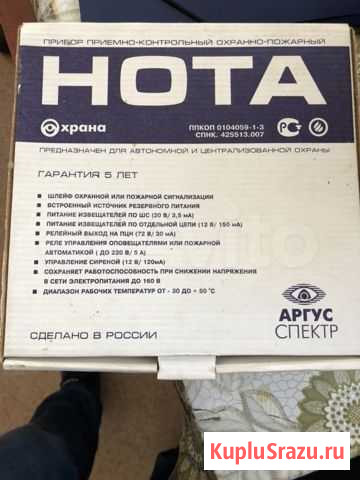 ПРИБОР ПРИЕМНО-КОНТРОЛЬНЫЙ ОХРАННО-ПОЖАРНЫЙ
НОТА
охрана
ППКОП 0104059-1-3
СПНК. 425513.007
ПРЕДНАЗНАЧЕН ДЛЯ АВТОНОМНОЙ И ЦЕНТРАЛИЗОВАННОЙ ОХРАНЫ
ГАРАНТИЯ 5 ЛЕТ
ШЛЕЙФ ОХРАННОЙ ИЛИ ПОЖАРНОЙ СИГНАЛИЗАЦИИ
ВСТРОЕННЫЙ ИСТОЧНИК РЕЗЕРВНОГО ПИТАНИЯ
ПИТАНИЕ ИЗВЕЩАТЕЛЕЙ ПО ШС (20 В/ 3,5 мА)
ПИТАНИЕ ИЗВЕЩАТЕЛЕЙ ПО ОТДЕЛЬНОЙ ЦЕПИ (12 В/ 150 мА)
РЕЛЕЙНЫЙ ВЫХОД НА ПЦН (72 В/ 30 мА)
РЕЛЕ УПРАВЛЕНИЯ ОПОВЕЩАТЕЛЯМИ ИЛИ ПОЖАРНОЙ
АВТОМАТИКОЙ ( ДО 220 В/ 5 А)
УПРАВЛЕНИЕ СИРЕНОЙ (12 В/ 120мА)
СОХРАНЯЕТ РАБОТОСПОСОБНОСТЬ ПРИ СНИЖЕНИИ НАПРЯЖЕНИЯ
В СЕТИ ЭЛЕКТРОПИТАНИЯ ДО 160 В
ДИАПАЗОН РАБОЧИХ ТЕМПЕРАТУР ОТ - 30 ДО + 50 °С
АРГУС
СПЕКТР
СДЕЛАНО В РОССИИ
KupluSrazu.ru